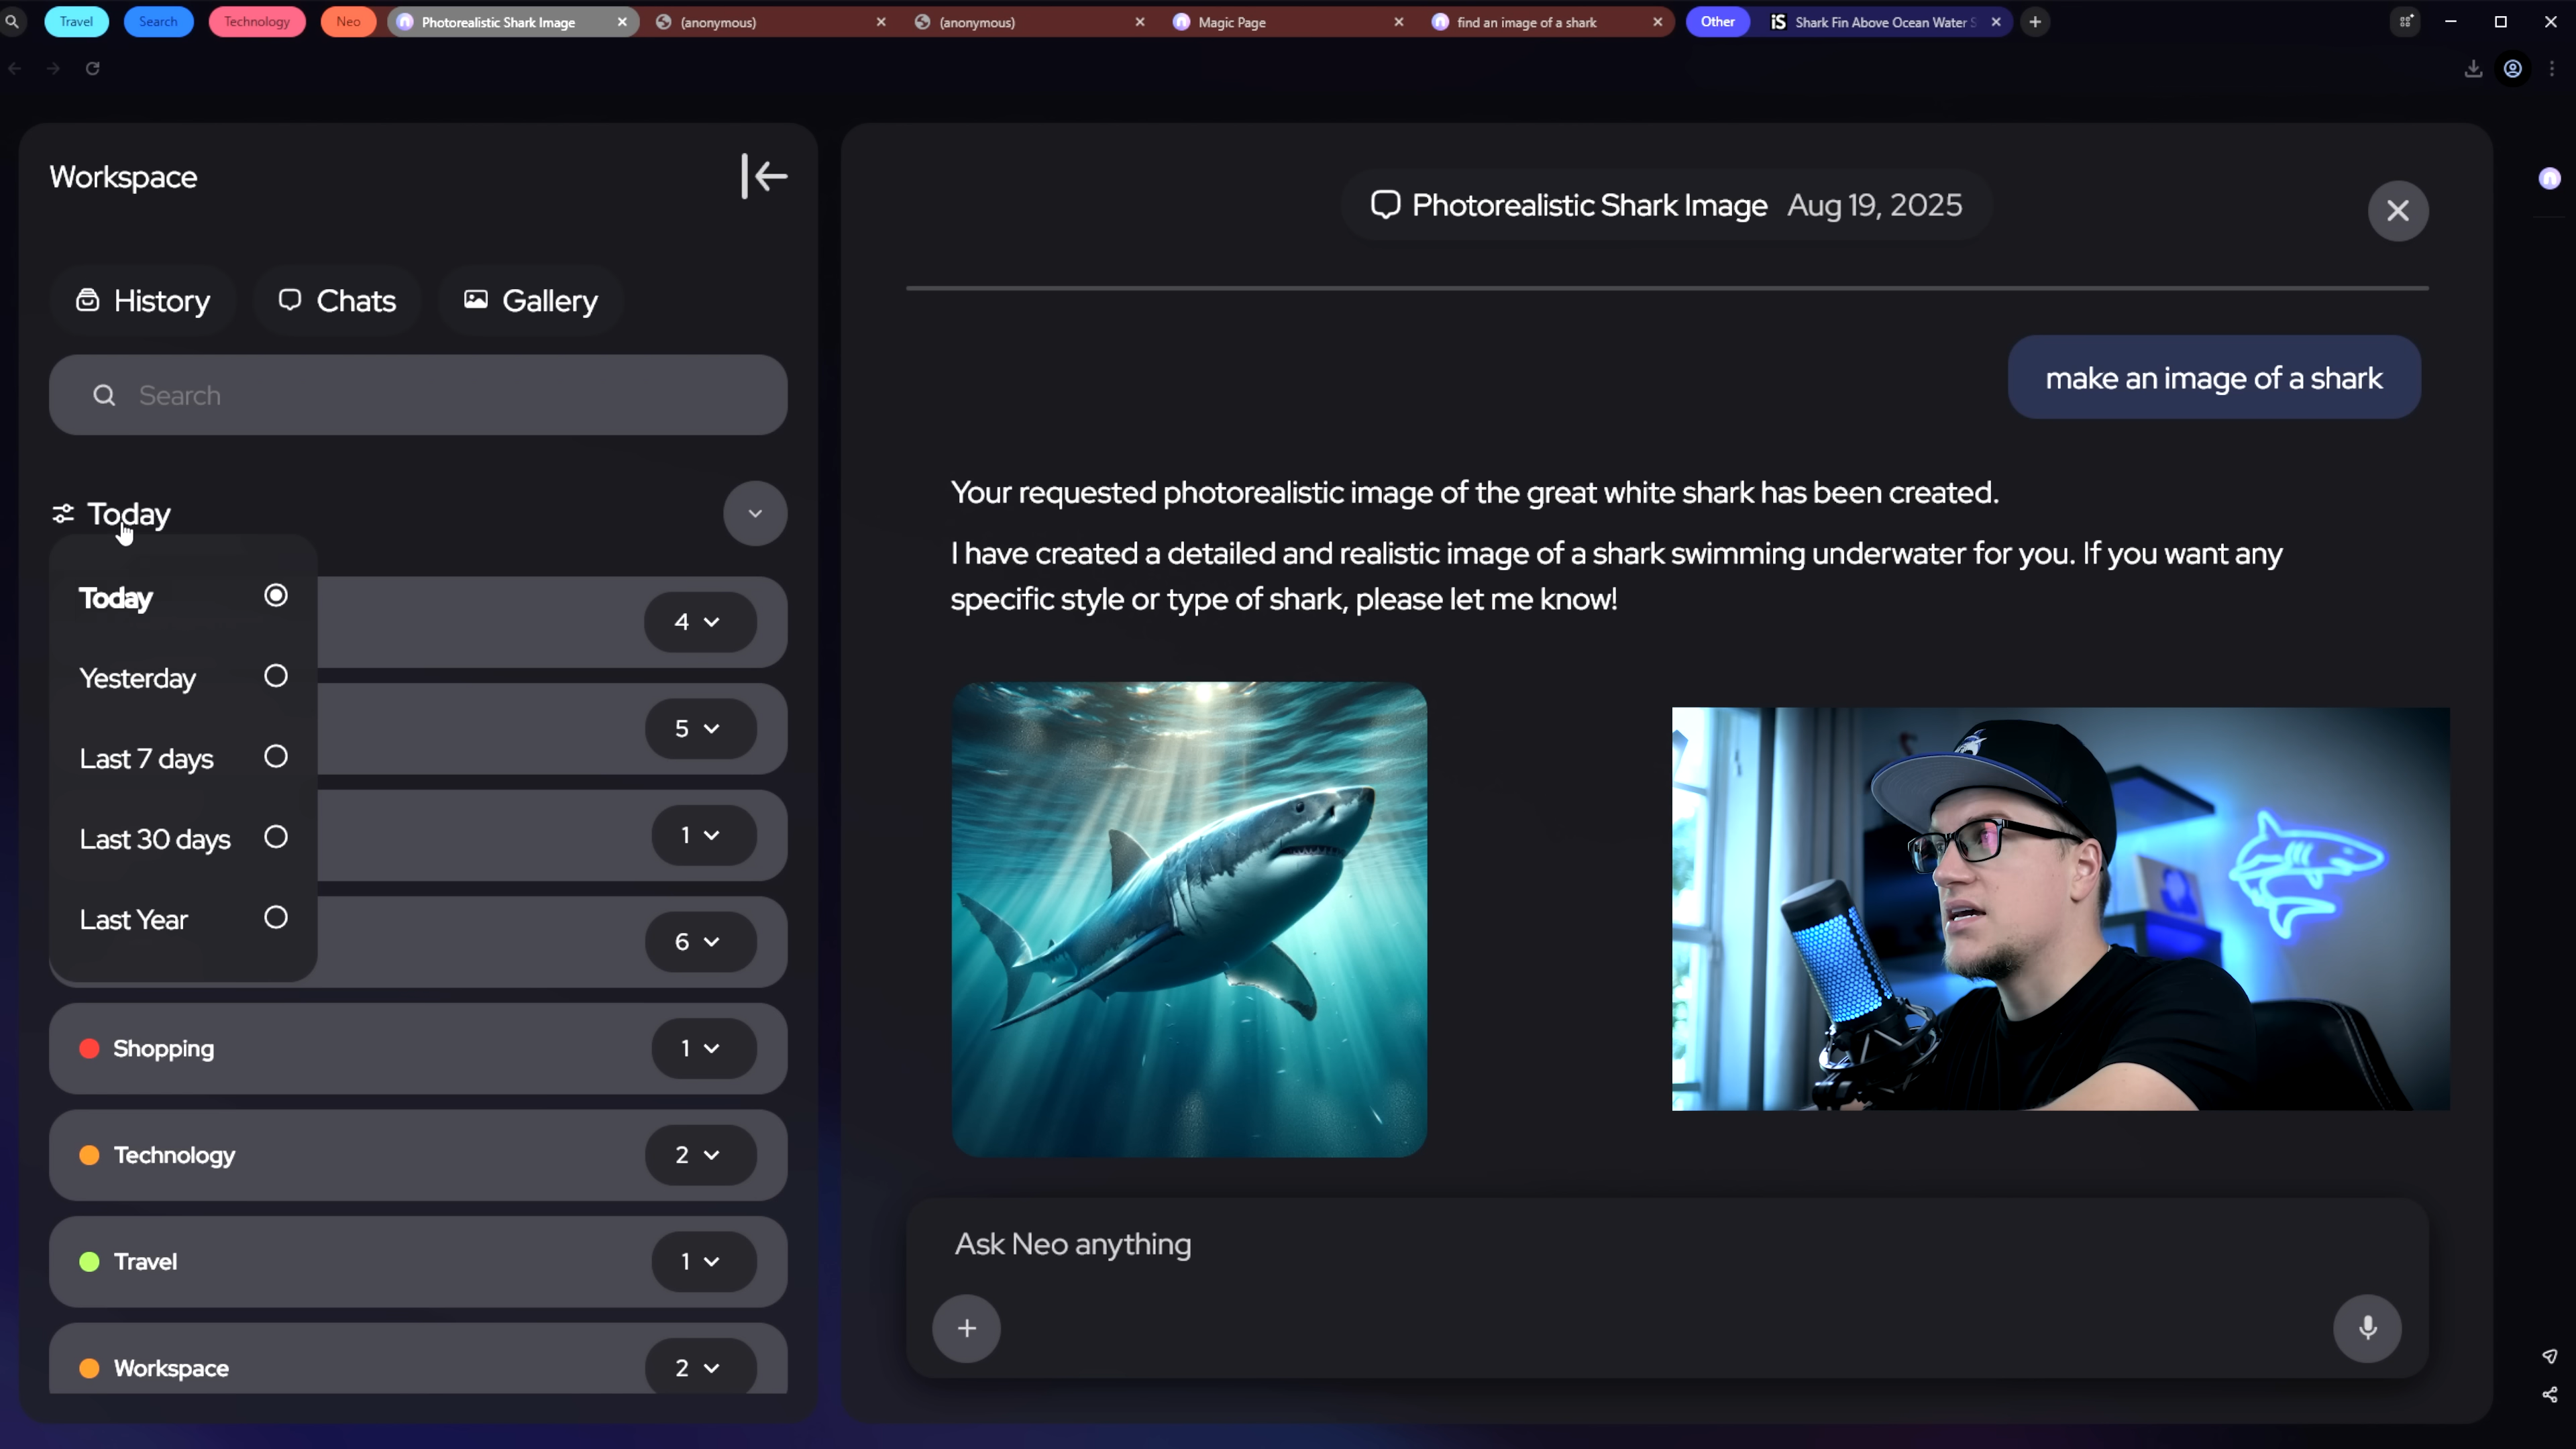 Travel
Search
Technology
Neo
Photorealistic Shark Image
(anonymous)
(anonymous)
Magic Page
find an image of a shark
Other
iS
Shark Fin Above Ocean Water
Workspace
History
Chats
Gallery
Search
Today
Today
Yesterday
Last 7 days
Last 30 days
Last Year
4
5
1
6
Shopping
1
Technology
2
Travel
1
Workspace
2
Photorealistic Shark Image Aug 19, 2025
make an image of a shark
Your requested photorealistic image of the great white shark has been created.
I have created a detailed and realistic image of a shark swimming underwater for you. If you want any
specific style or type of shark, please let me know!
Ask Neo anything